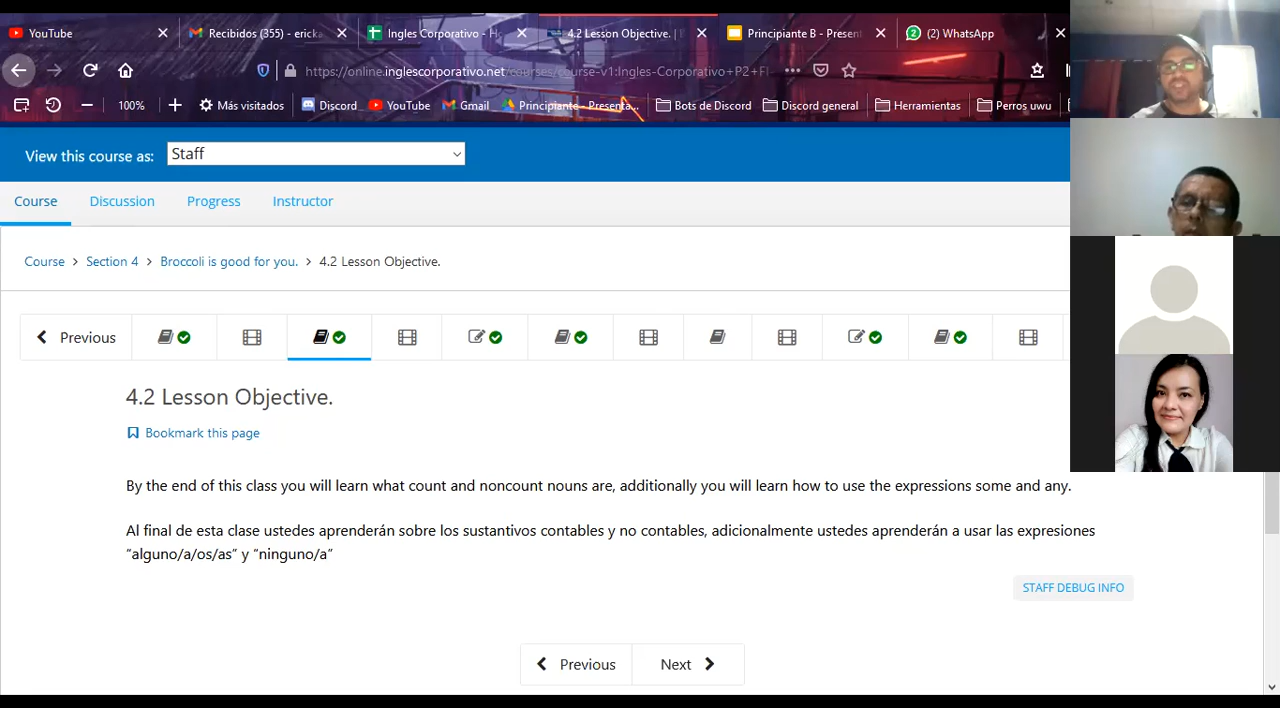 YouTube
Recibidos (355) - ericka
Ingles Corporativo - Ho
4.2 Lesson Objective. |
Principiante B - Present
(2) WhatsApp
https://online.inglescorporativo.net/courses/course-v1:Ingles-Corporativo+P2+FI
100%
Más visitados
Discord
YouTube
Gmail
Principiante - Presenta...
Bots de Discord
Discord general
Herramientas
Perros uwu
View this course as:
Staff
Course
Discussion
Progress
Instructor
Course > Section 4 > Broccoli is good for you. > 4.2 Lesson Objective.
Previous
4.2 Lesson Objective.
Bookmark this page
By the end of this class you will learn what count and noncount nouns are, additionally you will learn how to use the expressions some and any.
Al final de esta clase ustedes aprenderán sobre los sustantivos contables y no contables, adicionalmente ustedes aprenderán a usar las expresiones
“alguno/a/os/as” y “ninguno/a”
STAFF DEBUG INFO
Previous
Next